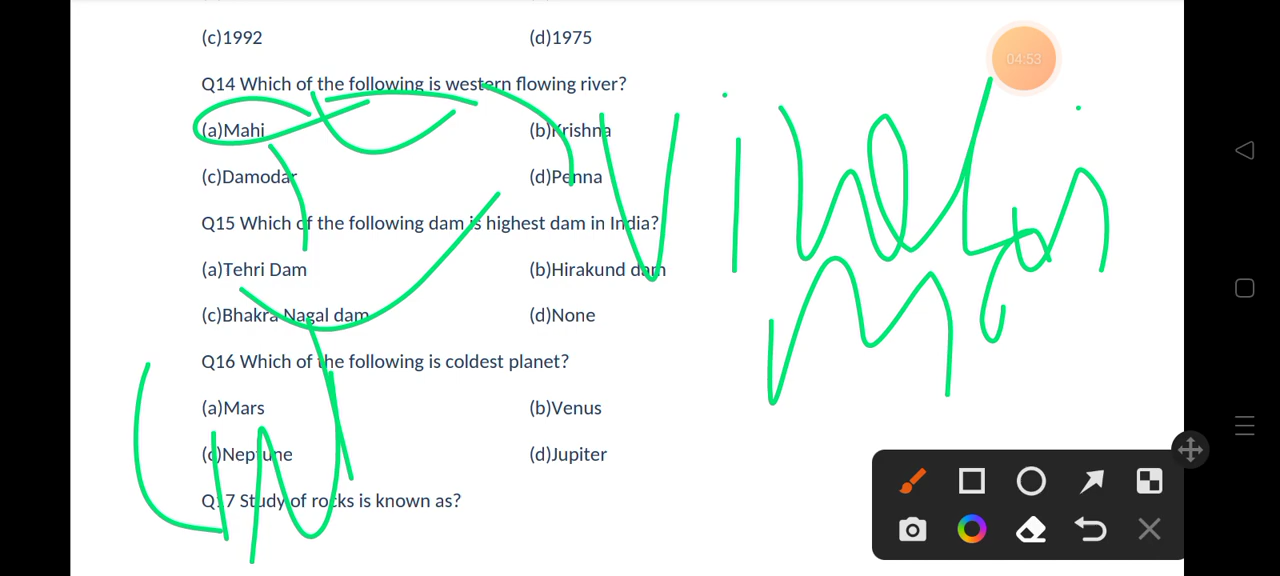 (c)1992 (d)1975
04:53
Q14 Which of the following is western flowing river?
(a)Mahi (b)Krishna
(c)Damodar (d)Penna
Q15 Which of the following dam is highest dam in India?
(a)Tehri Dam (b)Hirakund dam
(c)Bhakra Nagal dam (d)None
Q16 Which of the following is coldest planet?
(a)Mars (b)Venus
(c)Neptune (d)Jupiter
Q17 Study of rocks is known as?